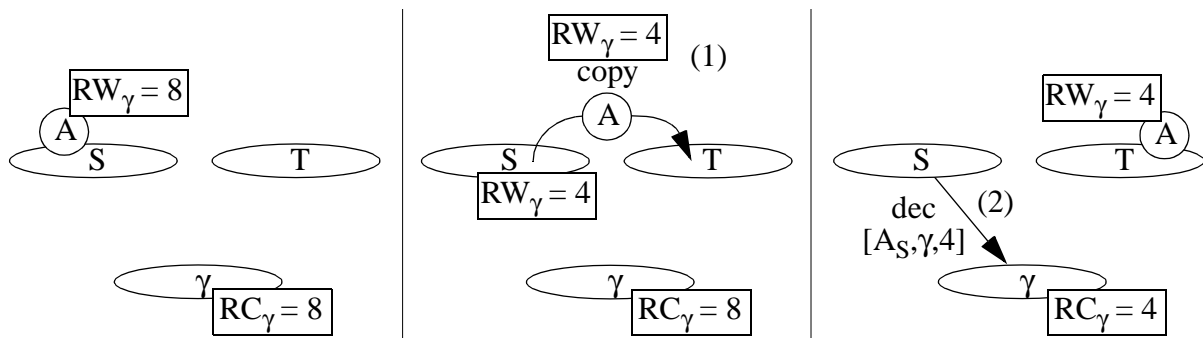 RWγ = 8
A
S
T
γ
RCγ = 8
RWγ = 4
copy
(1)
A
S
T
RWγ = 4
γ
RCγ = 8
RWγ = 4
A
S
T
dec
(2)
[AS,γ,4]
γ
RCγ = 4